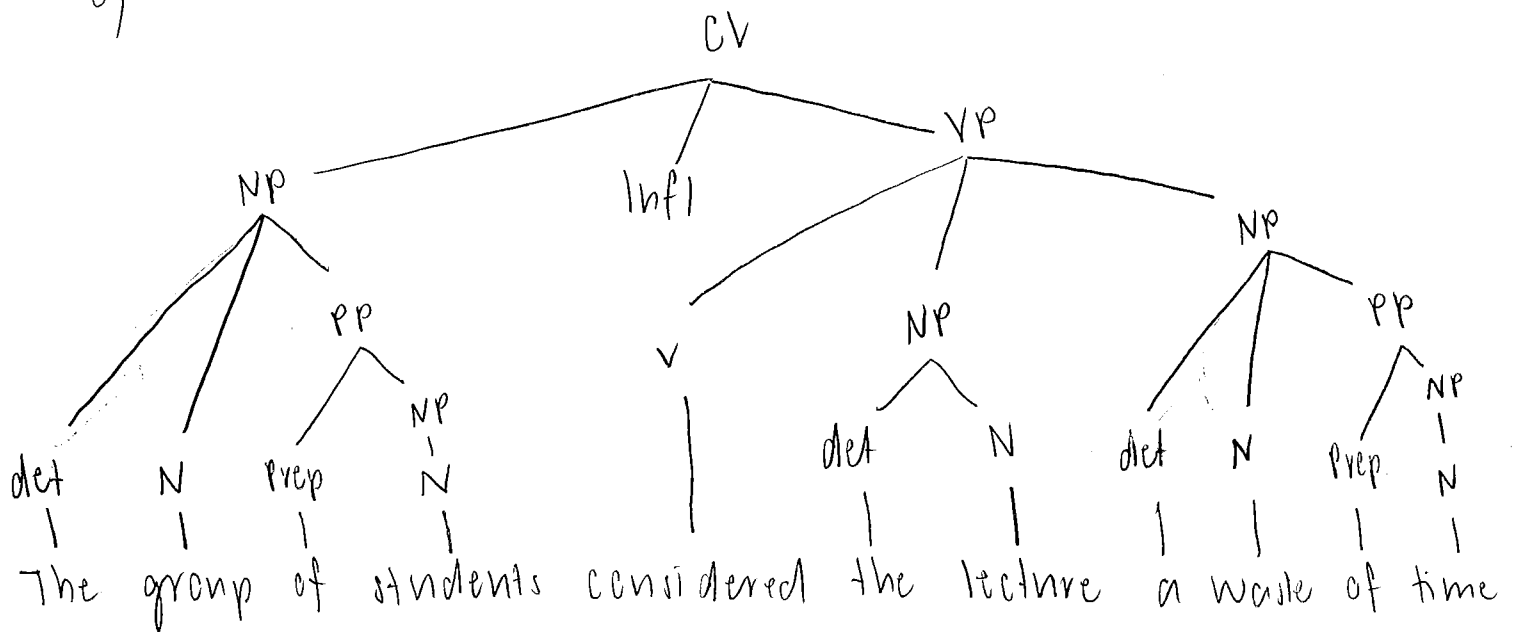 CV
VP
NP Infl
NP
PP PP
V NP
NP NP
det N det N
det N Prep N Prep N
The group of students considered the lecture a waste of time